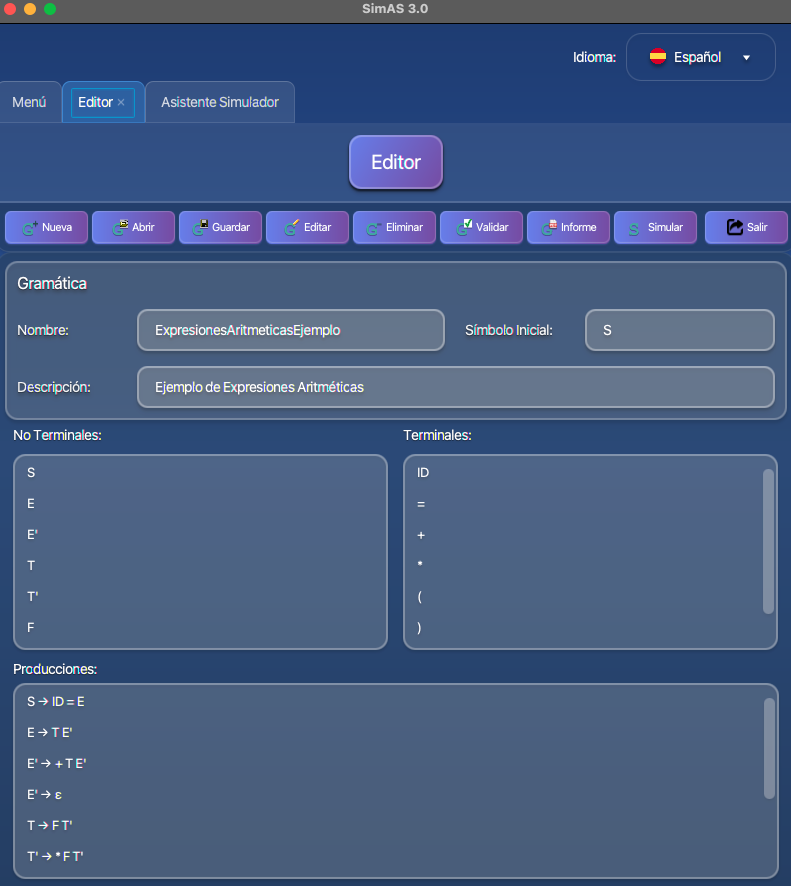 SimAS 3.0
Idioma: Español
Menú Editor × Asistente Simulador
Editor
Nueva Abrir Guardar Editar Eliminar Validar Informe Simular Salir
Gramática
Nombre: ExpresionesAritmeticasEjemplo Símbolo Inicial: S
Descripción: Ejemplo de Expresiones Aritméticas
No Terminales: Terminales:
S ID
E =
E' +
T *
T' (
F )
Producciones:
S → ID = E
E → T E'
E' → + T E'
E' → ε
T → F T'
T' → * F T'